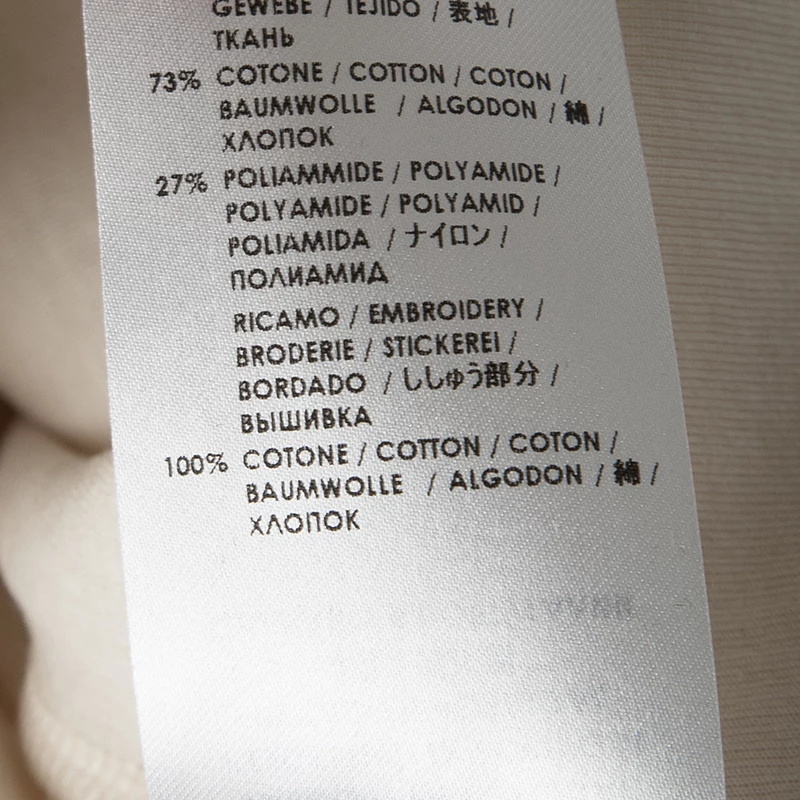 GEWEBE / TEJIDO / 表地 /
ТКАНЬ
73% COTONE / COTTON / COTON /
BAUMWOLLE / ALGODON / 綿 /
ХЛОПОК
27% POLIAMMIDE / POLYAMIDE /
POLYAMIDE / POLYAMID /
POLIAMIDA / ナイロン /
ПОЛИАМИД
RICAMO / EMBROIDERY /
BRODERIE / STICKEREI /
BORDADO / ししゅう部分 /
ВЫШИВКА
100% COTONE / COTTON / COTON /
BAUMWOLLE / ALGODON / 綿 /
ХЛОПОК